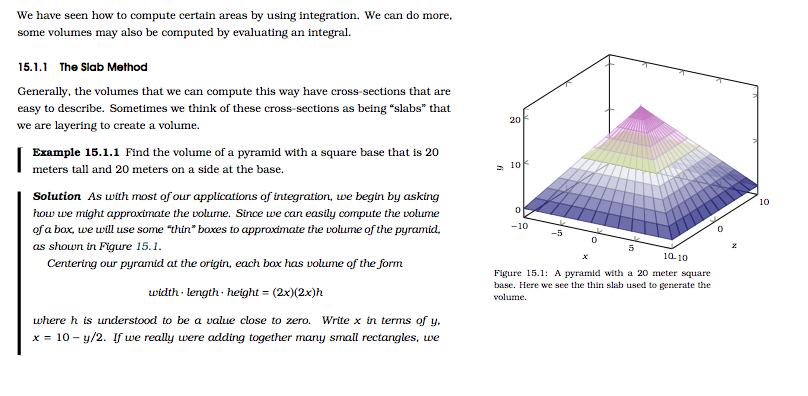 We have seen how to compute certain areas by using integration. We can do more,
some volumes may also be computed by evaluating an integral.
15.1.1 The Slab Method
Generally, the volumes that we can compute this way have cross-sections that are
easy to describe. Sometimes we think of these cross-sections as being “slabs” that
we are layering to create a volume.
Example 15.1.1 Find the volume of a pyramid with a square base that is 20
meters tall and 20 meters on a side at the base.
Solution As with most of our applications of integration, we begin by asking
how we might approximate the volume. Since we can easily compute the volume
of a box, we will use some “thin” boxes to approximate the volume of the pyramid,
as shown in Figure 15.1.
Centering our pyramid at the origin, each box has volume of the form
width · length · height = (2x)(2x)h
where h is understood to be a value close to zero. Write x in terms of y,
x = 10 − y/2. If we really were adding together many small rectangles, we
20
10
0
y
−10
−5
0
5
10
x
−10
0
10
z
Figure 15.1: A pyramid with a 20 meter square
base. Here we see the thin slab used to generate the
volume.